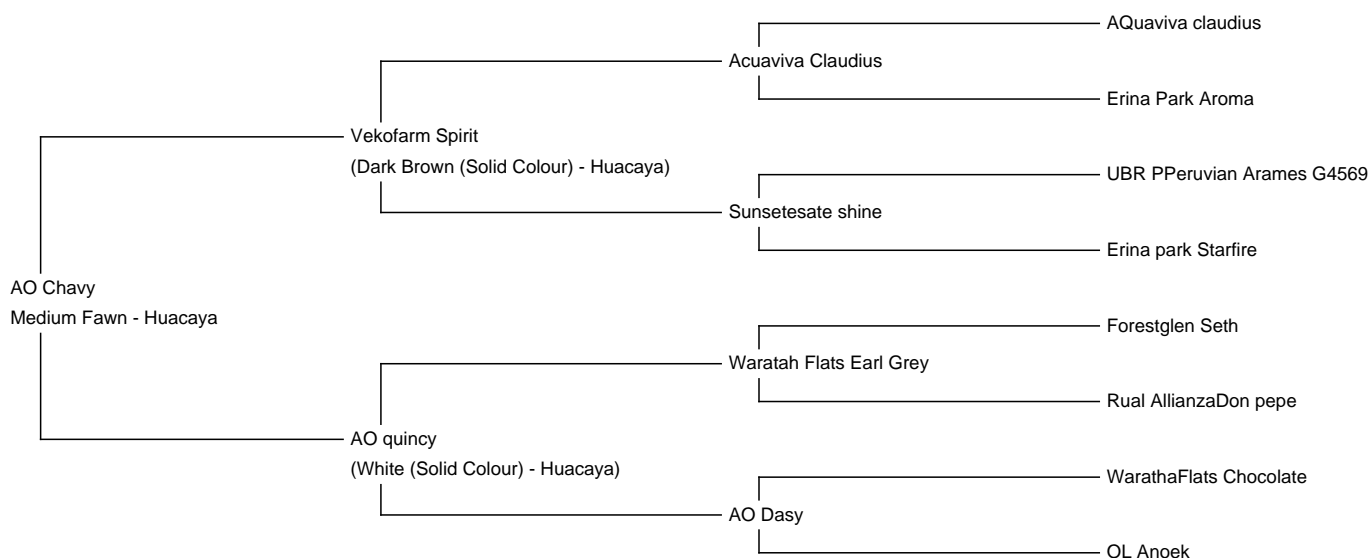 AQuaviva claudius
Acuaviva Claudius
Erina Park Aroma
Vekofarm Spirit
(Dark Brown (Solid Colour) - Huacaya)
UBR PPeruvian Arames G4569
Sunsetesate shine
Erina park Starfire
AO Chavy
Medium Fawn - Huacaya
Forestglen Seth
Waratah Flats Earl Grey
Rual AllianzaDon pepe
AO quincy
(White (Solid Colour) - Huacaya)
WarathaFlats Chocolate
AO Dasy
OL Anoek